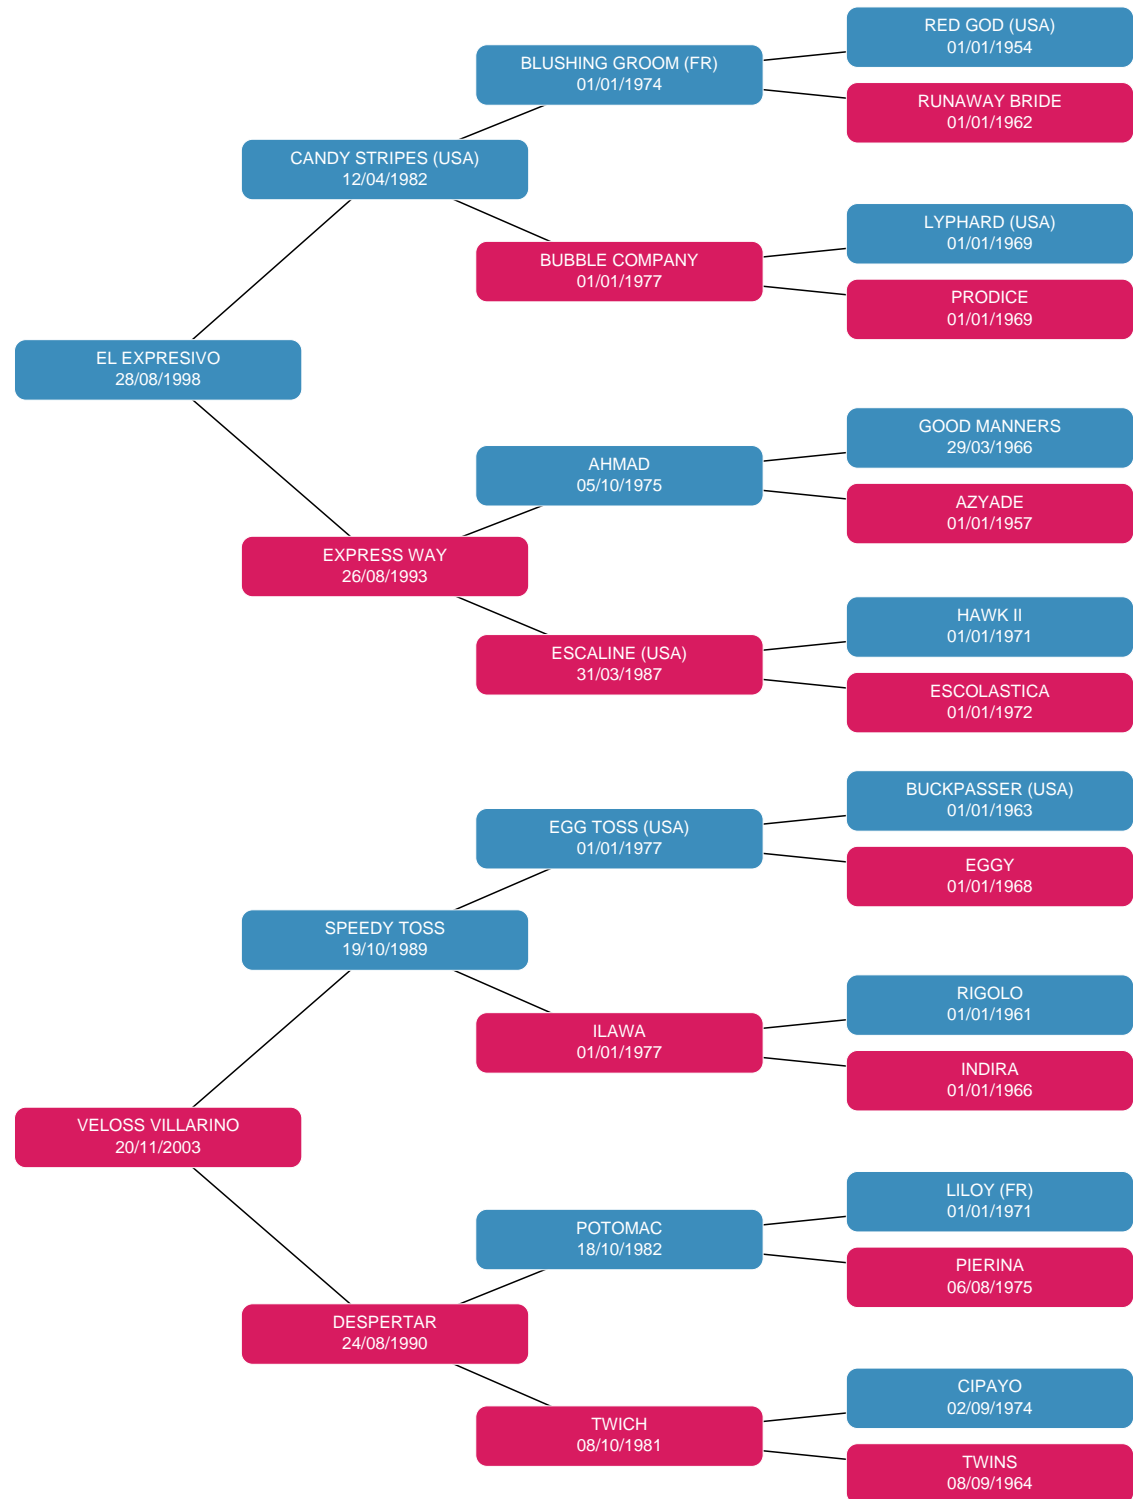 RED GOD (USA)
01/01/1954
BLUSHING GROOM (FR)
01/01/1974
RUNAWAY BRIDE
01/01/1962
CANDY STRIPES (USA)
12/04/1982
LYPHARD (USA)
01/01/1969
BUBBLE COMPANY
01/01/1977
PRODICE
01/01/1969
EL EXPRESIVO
28/08/1998
GOOD MANNERS
29/03/1966
AHMAD
05/10/1975
AZYADE
01/01/1957
EXPRESS WAY
26/08/1993
HAWK II
01/01/1971
ESCALINE (USA)
31/03/1987
ESCOLASTICA
01/01/1972
BUCKPASSER (USA)
01/01/1963
EGG TOSS (USA)
01/01/1977
EGGY
01/01/1968
SPEEDY TOSS
19/10/1989
RIGOLO
01/01/1961
ILAWA
01/01/1977
INDIRA
01/01/1966
VELOSS VILLARINO
20/11/2003
LILOY (FR)
01/01/1971
POTOMAC
18/10/1982
PIERINA
06/08/1975
DESPERTAR
24/08/1990
CIPAYO
02/09/1974
TWICH
08/10/1981
TWINS
08/09/1964